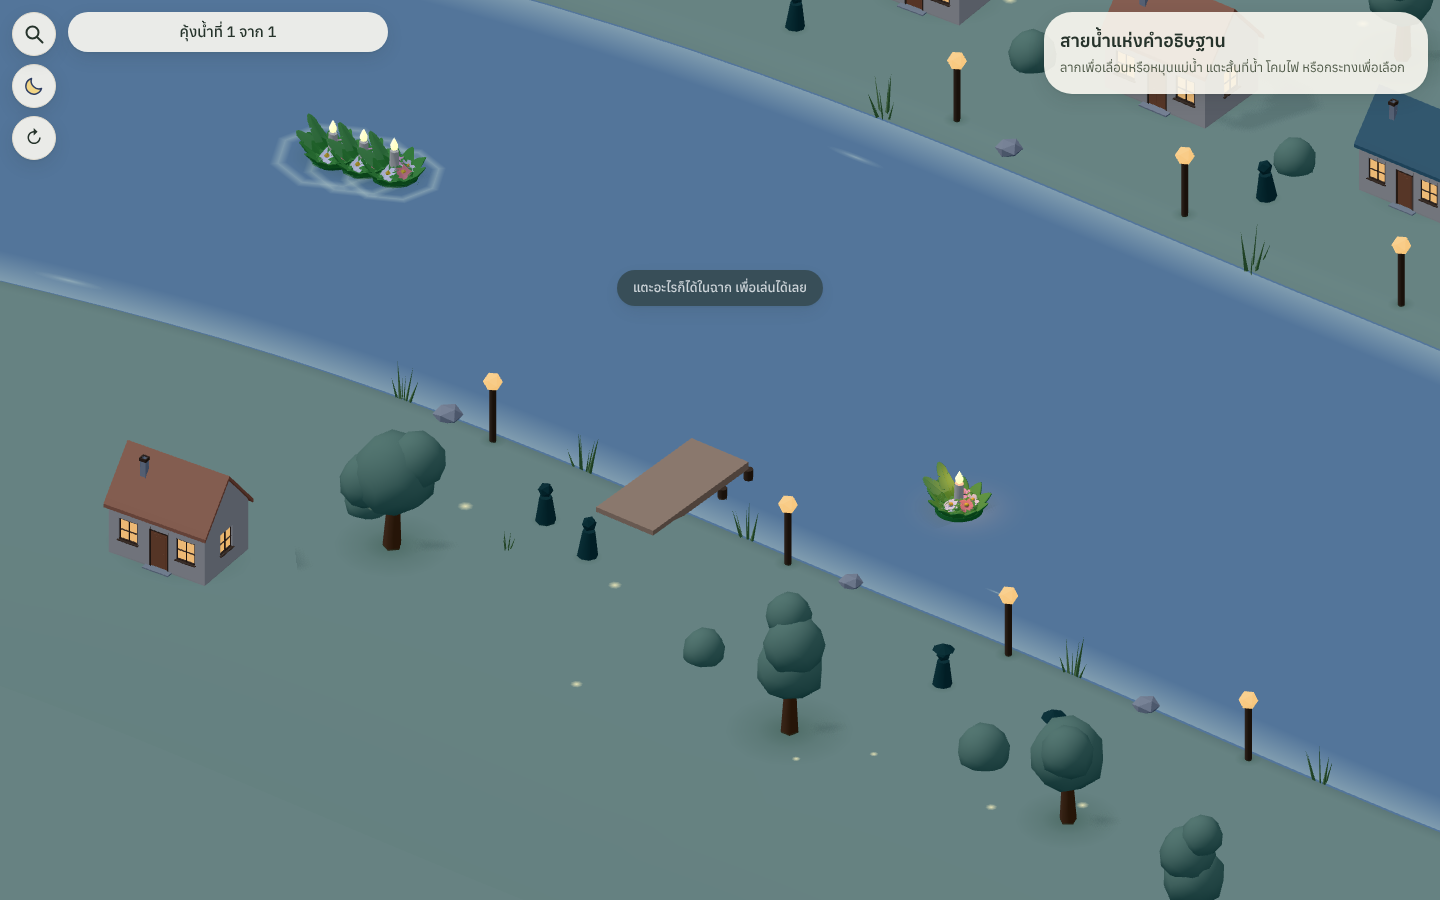 คุ้งน้ำที่ 1 จาก 1
สายน้ำแห่งคำอธิษฐาน
ลากเพื่อเลื่อนหรือหมุนแม่น้ำ แตะสั้นที่น้ำ โคมไฟ หรือกระทงเพื่อเลือก
แตะอะไรก็ได้ในฉาก เพื่อเล่นได้เลย